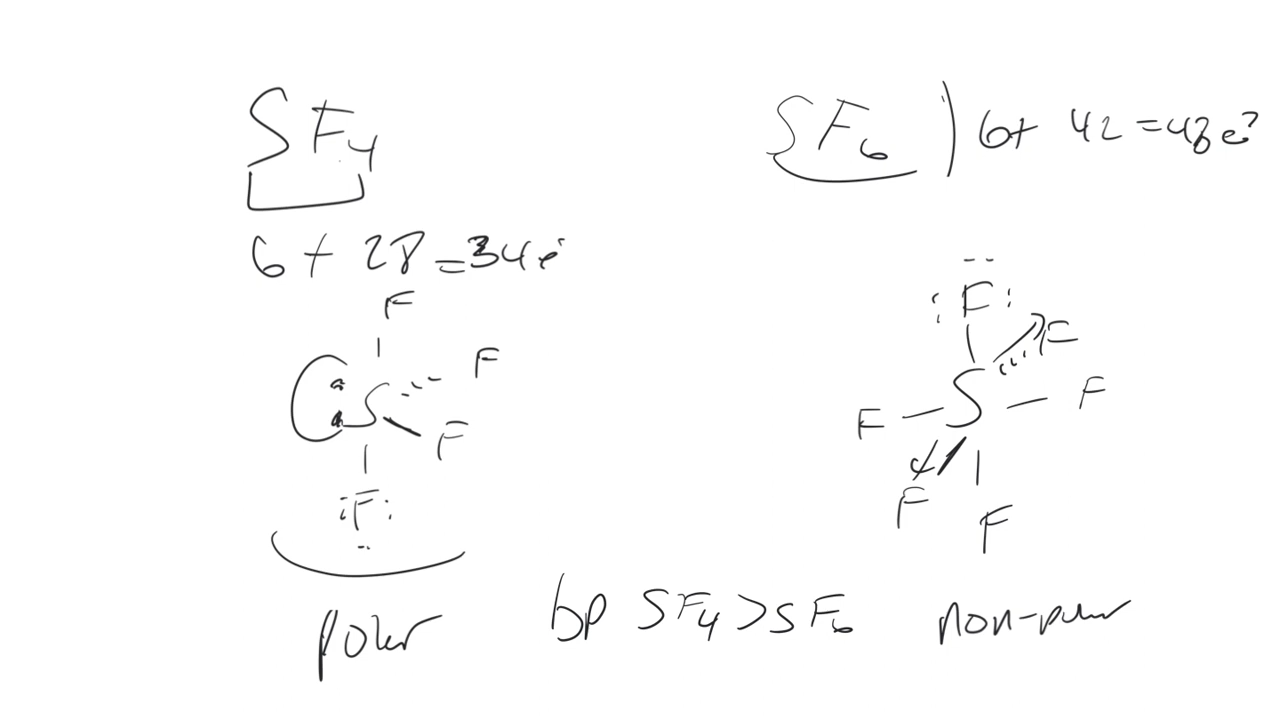 SF4
6 + 28 = 34e-
F
F
:S
F
:F:
polar
SF6 ) 6 + 42 = 48e-
:F:
F
F S F
F
F
non-polar
bp SF4 > SF6